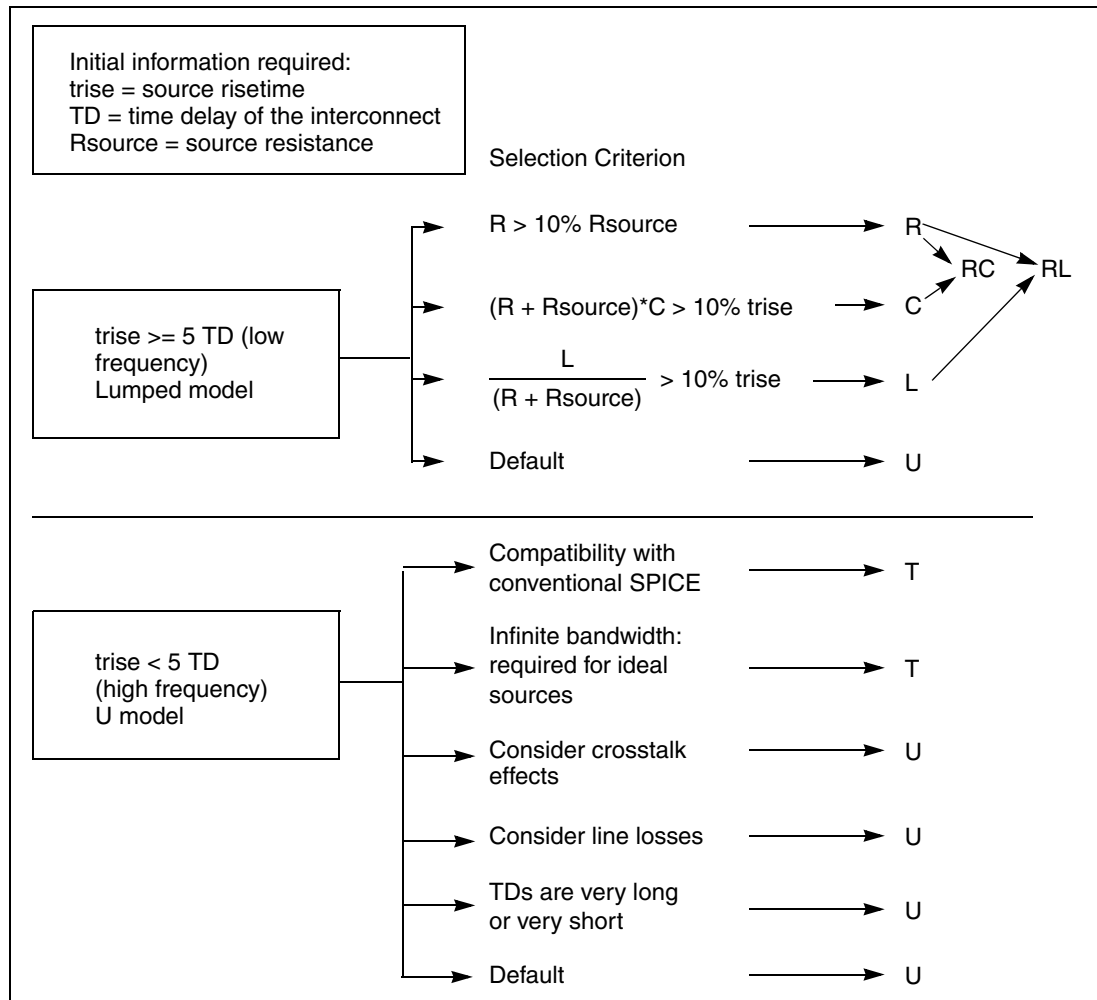 Initial information required:
trise = source risetime
TD = time delay of the interconnect
Rsource = source resistance
Selection Criterion
R > 10% Rsource
R
RC
RL
(R + Rsource)*C > 10% trise
C
trise >= 5 TD (low
frequency)
Lumped model
L
(R + Rsource)
> 10% trise
L
Default
U
Compatibility with
conventional SPICE
T
trise < 5 TD
(high frequency)
U model
Infinite bandwidth:
required for ideal
sources
T
Consider crosstalk
effects
U
Consider line losses
U
TDs are very long
or very short
U
Default
U